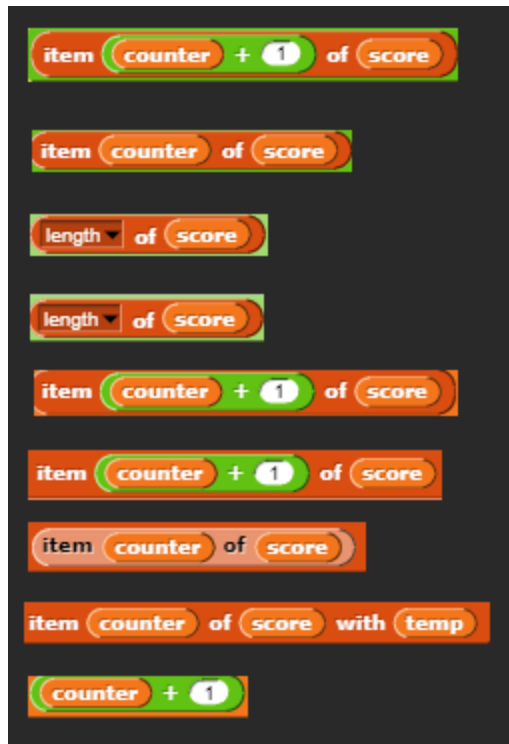 item counter + 1 of score
item counter of score
length of score
length of score
item counter + 1 of score
item counter + 1 of score
item counter of score
item counter of score with temp
counter + 1